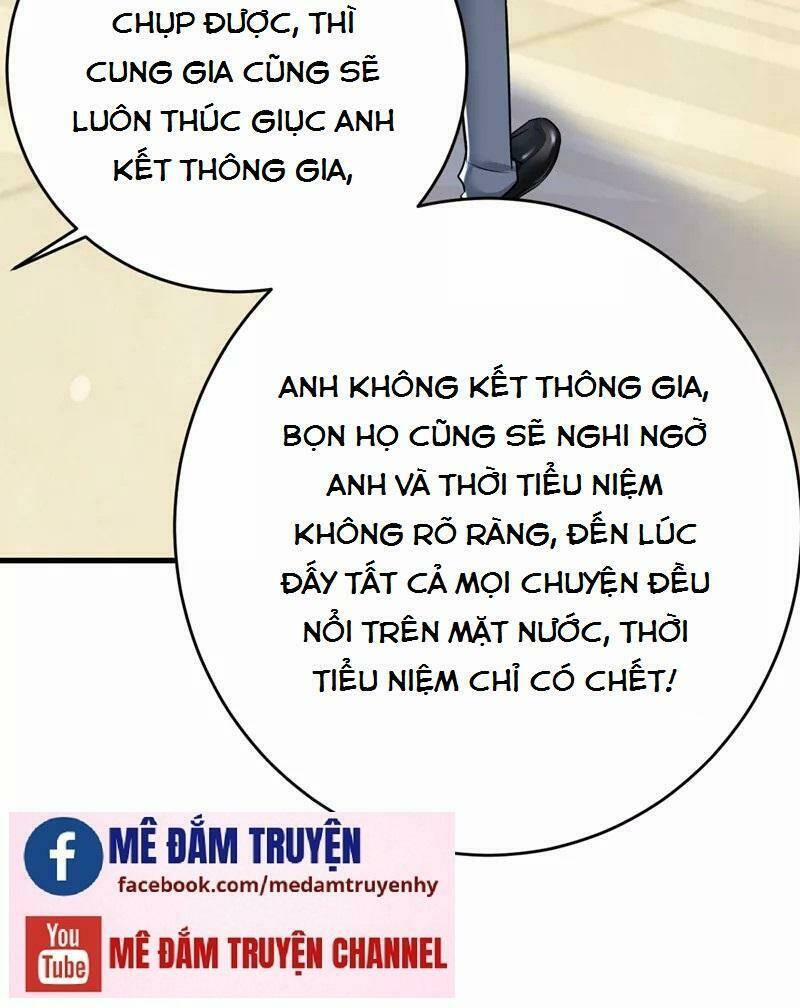 CHỤP ĐƯỢC, THÌ
CUNG GIA CŨNG SẼ
LUÔN THÚC GIỤC ANH
KẾT THÔNG GIA,
ANH KHÔNG KẾT THÔNG GIA,
BỌN HỌ CŨNG SẼ NGHI NGỜ
ANH VÀ THỜI TIỂU NIỆM
KHÔNG RÕ RÀNG, ĐẾN LÚC
ĐẤY TẤT CẢ MỌI CHUYỆN ĐỀU
NỔI TRÊN MẶT NƯỚC, THỜI
TIỂU NIỆM CHỈ CÓ CHẾT!
f MÊ ĐẮM TRUYỆN
facebook.com/medamtruyenhy
You
Tube
MÊ ĐẮM TRUYỆN CHANNEL